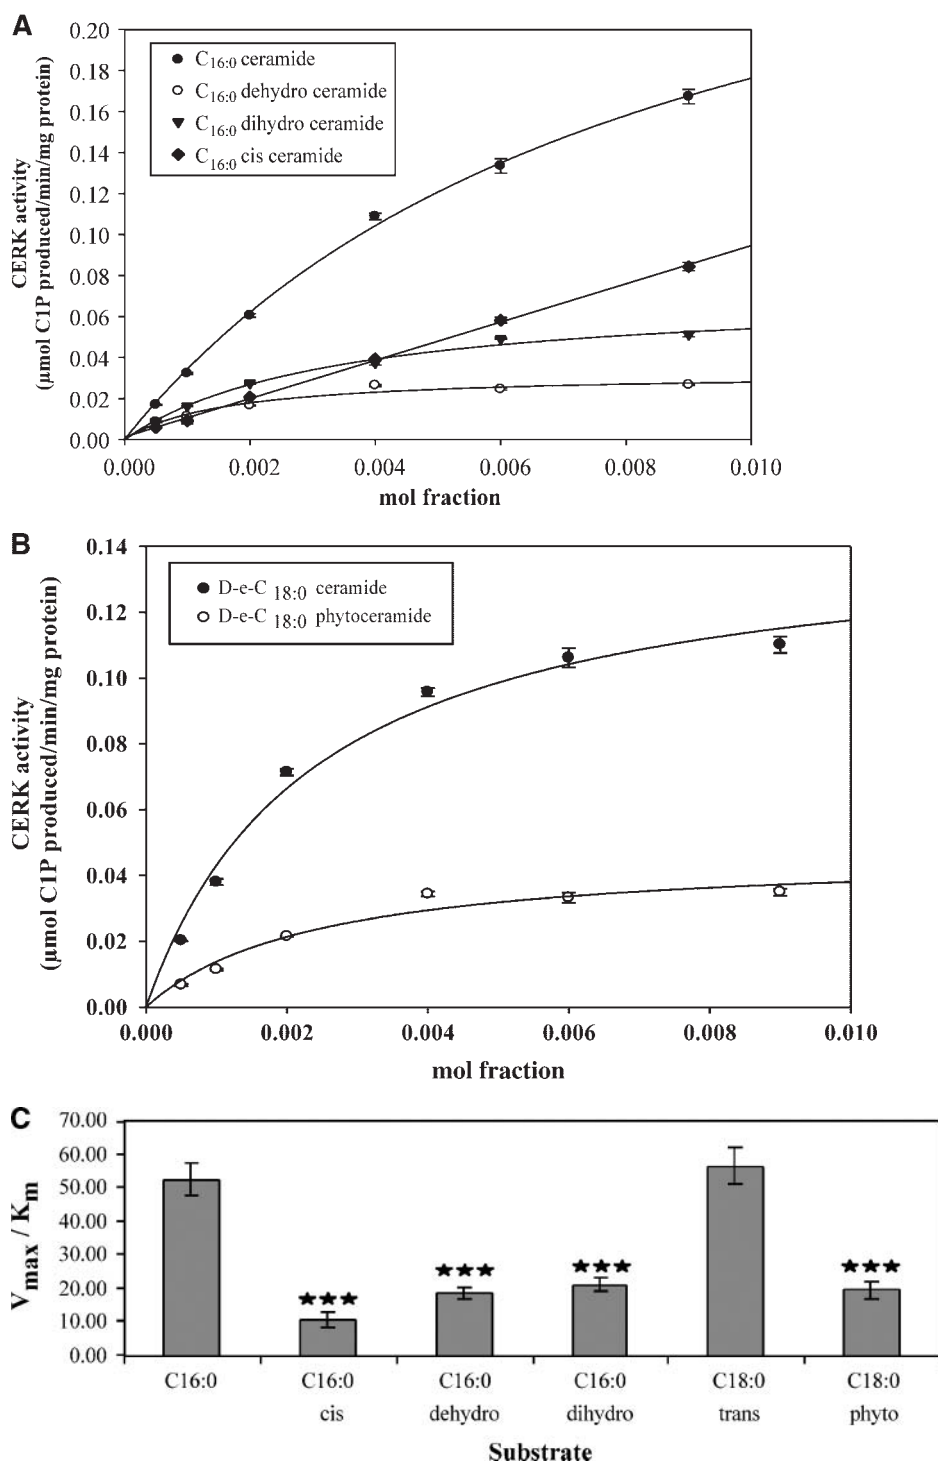 A
CERK activity
(μmol C1P produced/min/mg protein)
0.20
0.18
0.16
0.14
0.12
0.10
0.08
0.06
0.04
0.02
0.00
C16:0 ceramide
C16:0 dehydro ceramide
C16:0 dihydro ceramide
C16:0 cis ceramide
0.000 0.002 0.004 0.006 0.008 0.010
mol fraction
B
CERK activity
(μmol C1P produced/min/mg protein)
0.14
0.12
0.10
0.08
0.06
0.04
0.02
0.00
D-e-C 18:0 ceramide
D-e-C 18:0 phytoceramide
0.000 0.002 0.004 0.006 0.008 0.010
mol fraction
C
Vmax / Km
70.00
60.00
50.00
40.00
30.00
20.00
10.00
0.00
★★★ ★★★ ★★★ ★★★
C16:0 C16:0 C16:0 C16:0 C18:0 C18:0
cis dehydro dihydro trans phyto
Substrate